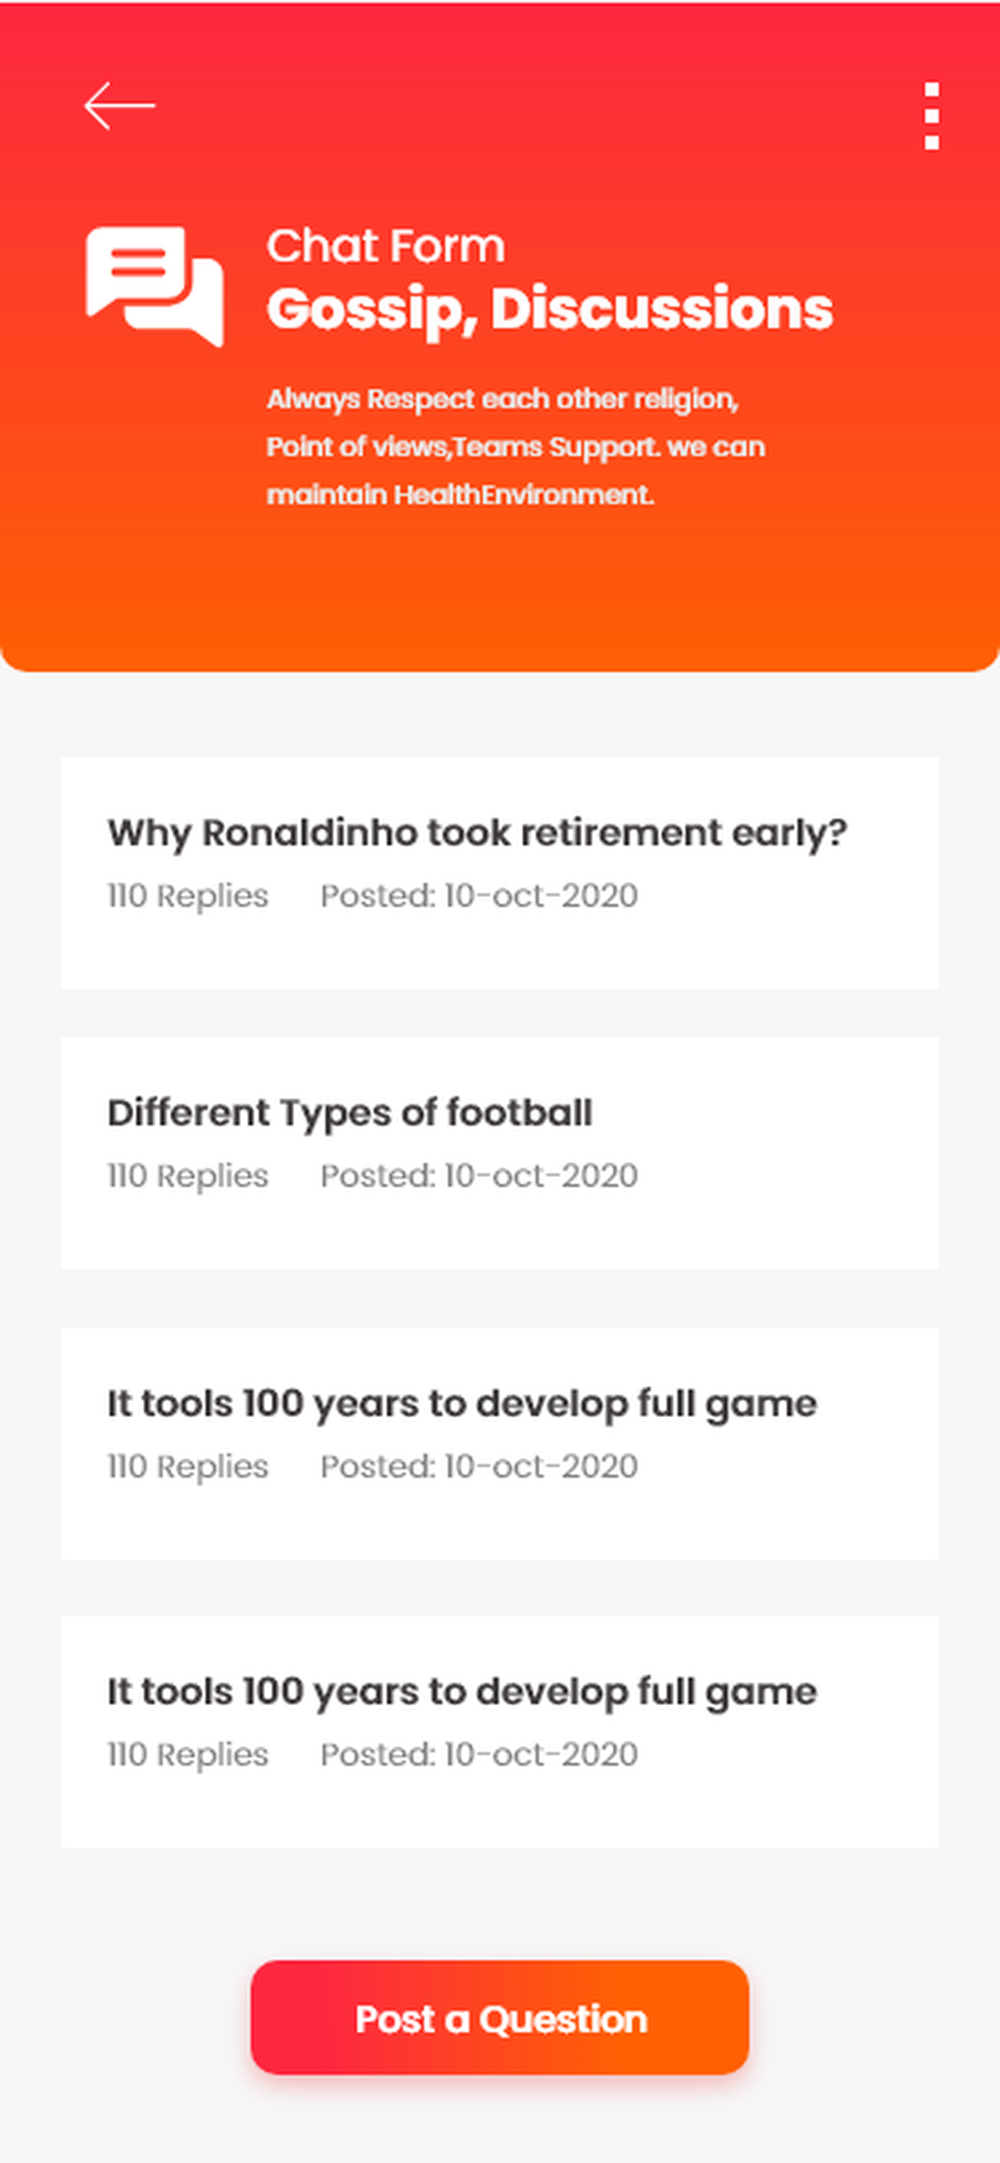 Chat Form
Gossip, Discussions
Always Respect each other religion,
Point of views,Teams Support. we can
maintain HealthEnvironment.
Why Ronaldinho took retirement early?
110 Replies Posted: 10-oct-2020
Different Types of football
110 Replies Posted: 10-oct-2020
It tools 100 years to develop full game
110 Replies Posted: 10-oct-2020
It tools 100 years to develop full game
110 Replies Posted: 10-oct-2020
Post a Question